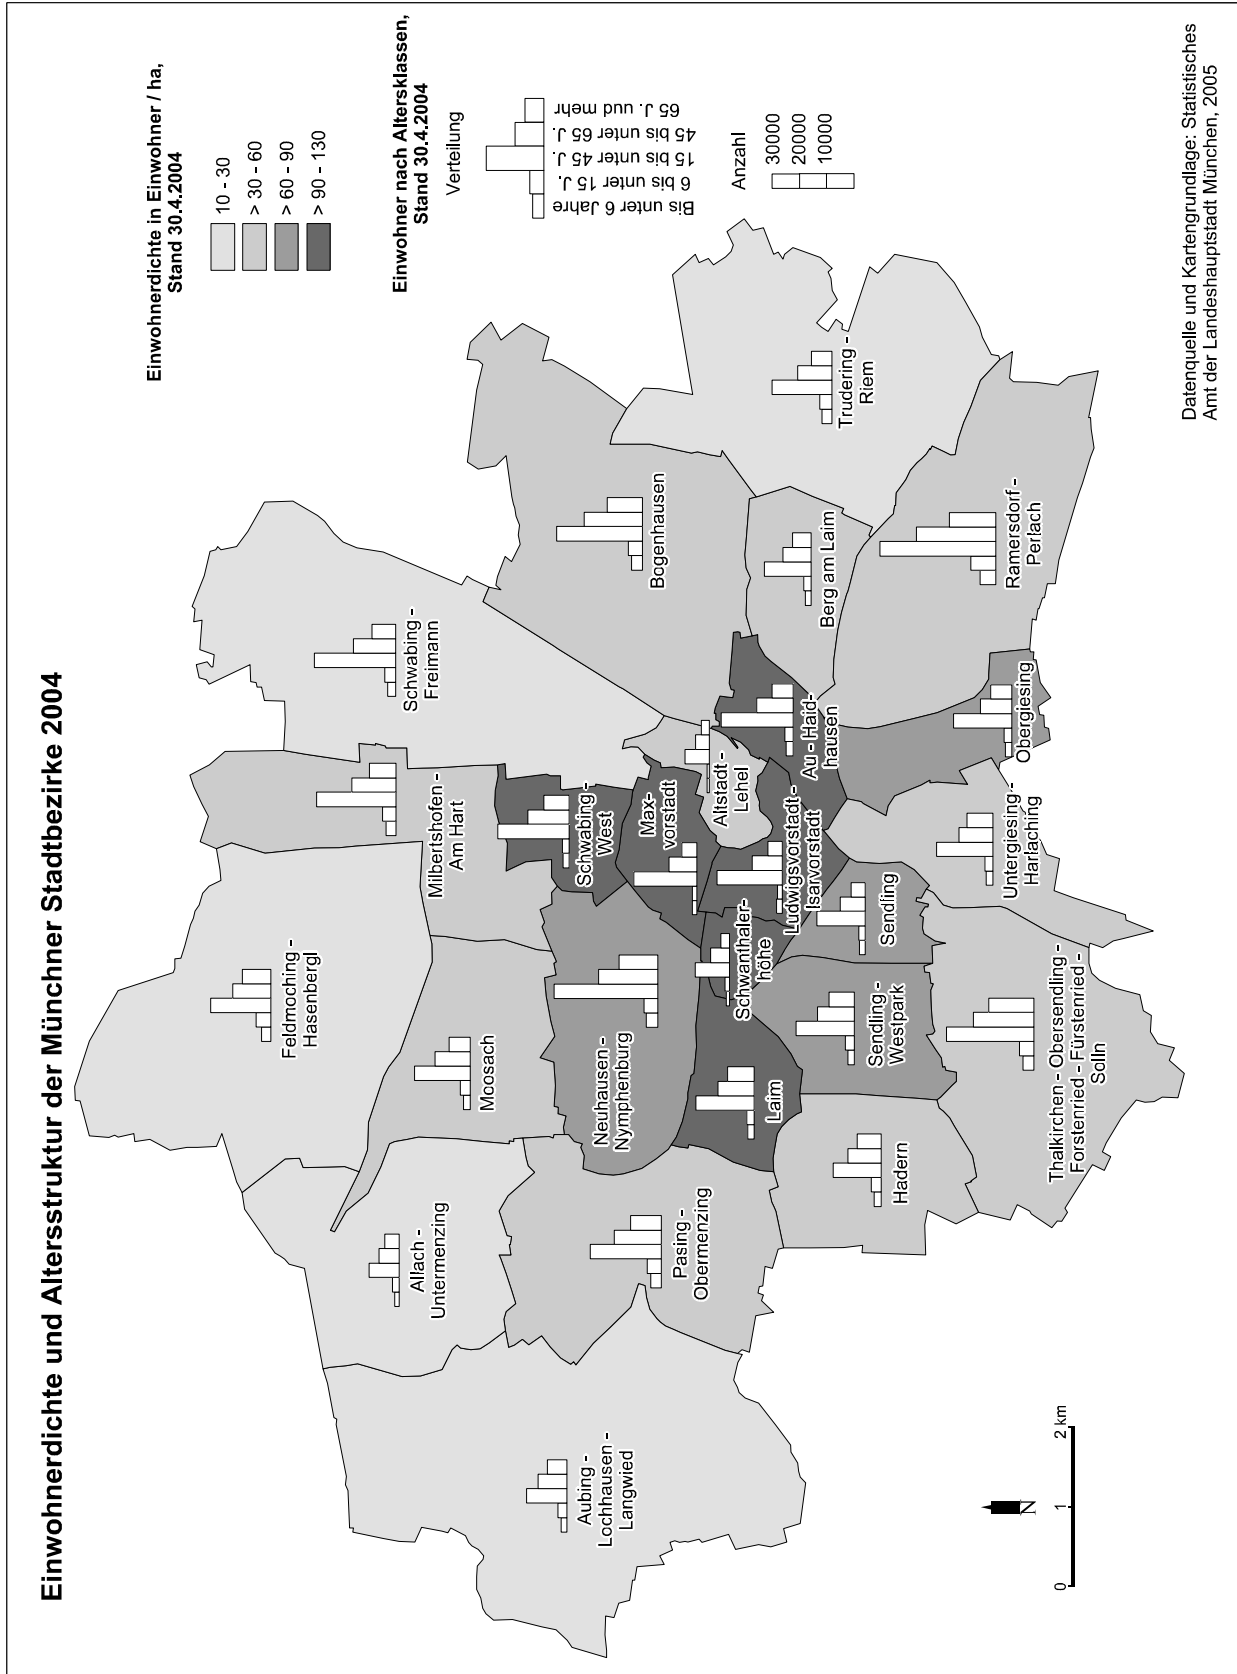 Einwohnerdichte und Altersstruktur der Münchner Stadtbezirke 2004
Einwohnerdichte in Einwohner / ha,
Stand 30.4.2004
10 - 30
> 30 - 60
> 60 - 90
> 90 - 130
Einwohner nach Altersklassen,
Stand 30.4.2004
Verteilung
Bis unter 6 Jahre
6 bis unter 15 J.
15 bis unter 45 J.
45 bis unter 65 J.
65 J. uud mehr
Anzahl
30000
20000
10000
Feldmoching -
Hasenbergl
Milbertshofen -
Am Hart
Schwabing -
Freimann
Allach -
Untermenzing
Moosach
Schwabing -
West
Bogenhausen
Aubing -
Lochhausen -
Langwied
Pasing -
Obermenzing
Neuhausen -
Nymphenburg
Max-
vorstadt
Altstadt -
Lehel
Laim
Schwanthaler-
höhe
Ludwigsvorstadt -
Isarvorstadt
Au - Haid-
hausen
Berg am Laim
Trudering -
Riem
Hadern
Sendling -
Westpark
Sendling
Untergiesing -
Harlaching
Obergiesing
Ramersdorf -
Perlach
Thalkirchen - Obersendling -
Forstenried - Fürstenried -
Solln
N
0
1
2 km
Datenquelle und Kartengrundlage: Statistisches
Amt der Landeshauptstadt München, 2005